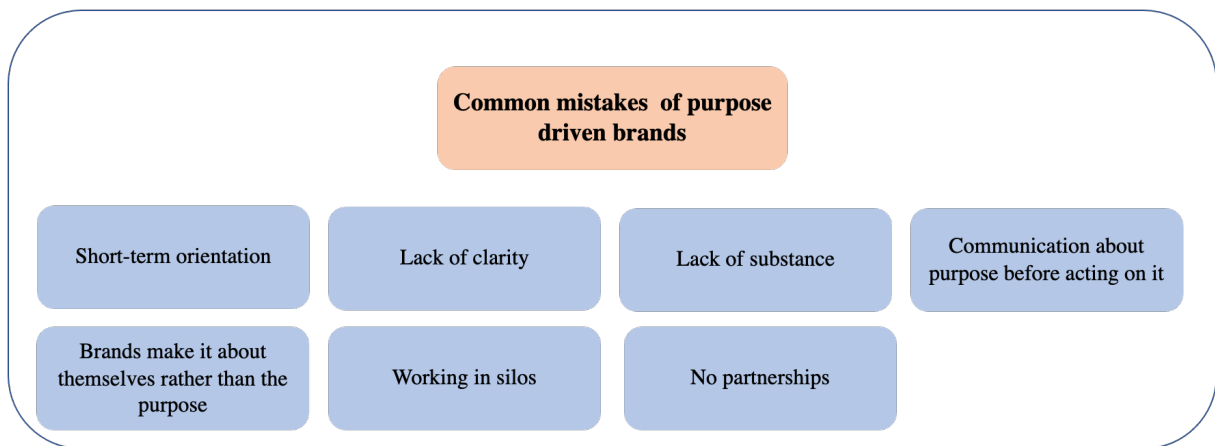 Common mistakes of purpose
driven brands
Short-term orientation
Lack of clarity
Lack of substance
Communication about
purpose before acting on it
Brands make it about
themselves rather than the
purpose
Working in silos
No partnerships